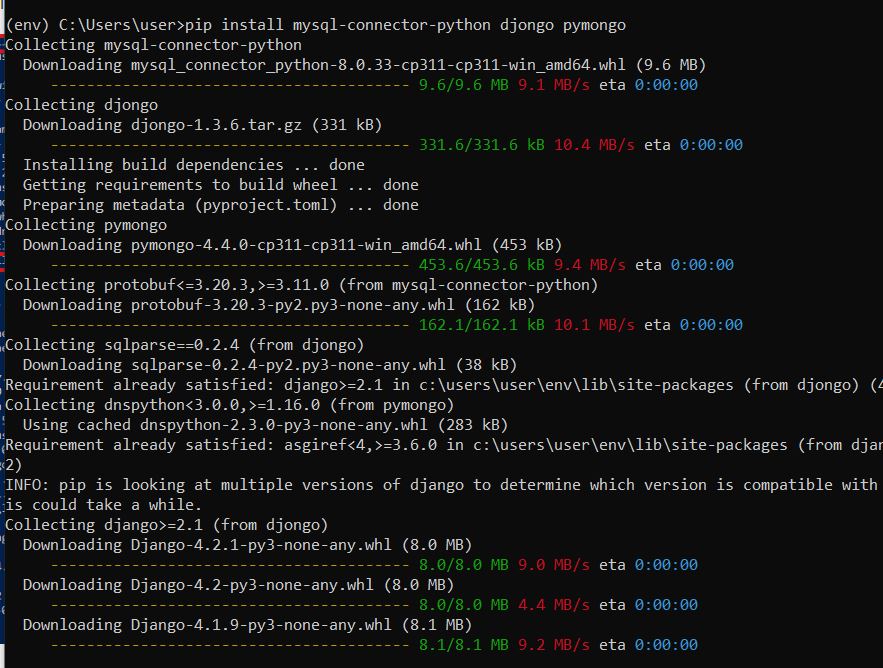 (env) C:\Users\user>pip install mysql-connector-python djongo pymongo
Collecting mysql-connector-python
  Downloading mysql_connector_python-8.0.33-cp311-cp311-win_amd64.whl (9.6 MB)
     ---------------------------------------- 9.6/9.6 MB 9.1 MB/s eta 0:00:00
Collecting djongo
  Downloading djongo-1.3.6.tar.gz (331 kB)
     ---------------------------------------- 331.6/331.6 kB 10.4 MB/s eta 0:00:00
  Installing build dependencies ... done
  Getting requirements to build wheel ... done
  Preparing metadata (pyproject.toml) ... done
Collecting pymongo
  Downloading pymongo-4.4.0-cp311-cp311-win_amd64.whl (453 kB)
     ---------------------------------------- 453.6/453.6 kB 9.4 MB/s eta 0:00:00
Collecting protobuf<=3.20.3,>=3.11.0 (from mysql-connector-python)
  Downloading protobuf-3.20.3-py2.py3-none-any.whl (162 kB)
     ---------------------------------------- 162.1/162.1 kB 10.1 MB/s eta 0:00:00
Collecting sqlparse==0.2.4 (from djongo)
  Downloading sqlparse-0.2.4-py2.py3-none-any.whl (38 kB)
Requirement already satisfied: django>=2.1 in c:\users\user\env\lib\site-packages (from djongo) (4
Collecting dnspython<3.0.0,>=1.16.0 (from pymongo)
  Using cached dnspython-2.3.0-py3-none-any.whl (283 kB)
Requirement already satisfied: asgiref<4,>=3.6.0 in c:\users\user\env\lib\site-packages (from djan
2)
INFO: pip is looking at multiple versions of django to determine which version is compatible with
is could take a while.
Collecting django>=2.1 (from djongo)
  Downloading Django-4.2.1-py3-none-any.whl (8.0 MB)
     ---------------------------------------- 8.0/8.0 MB 9.0 MB/s eta 0:00:00
  Downloading Django-4.2-py3-none-any.whl (8.0 MB)
     ---------------------------------------- 8.0/8.0 MB 4.4 MB/s eta 0:00:00
  Downloading Django-4.1.9-py3-none-any.whl (8.1 MB)
     ---------------------------------------- 8.1/8.1 MB 9.2 MB/s eta 0:00:00